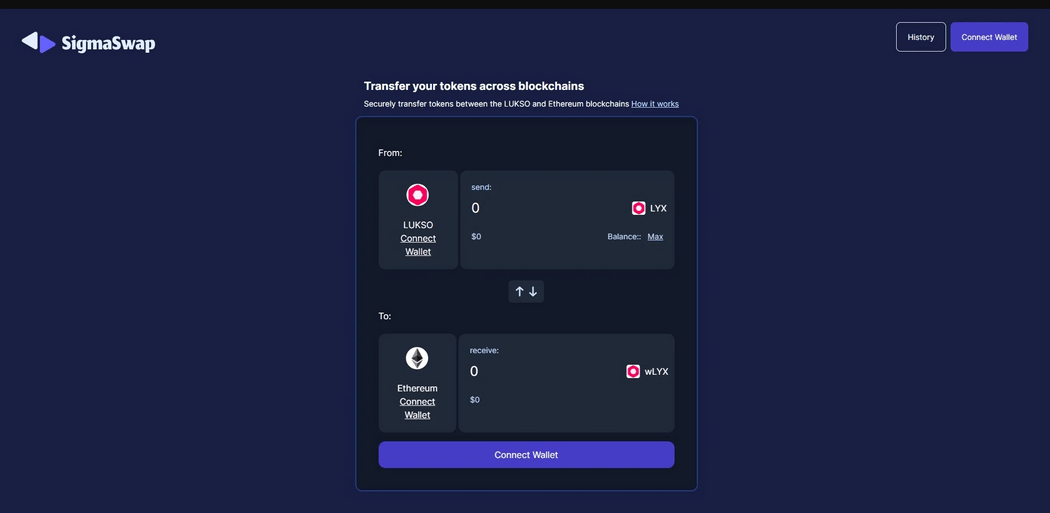 SigmaSwap
History
Connect Wallet
Transfer your tokens across blockchains
Securely transfer tokens between the LUKSO and Ethereum blockchains How it works
From:
LUKSO
Connect
Wallet
send:
0
LYX
$0
Balance:: Max
To:
Ethereum
Connect
Wallet
receive:
0
wLYX
$0
Connect Wallet